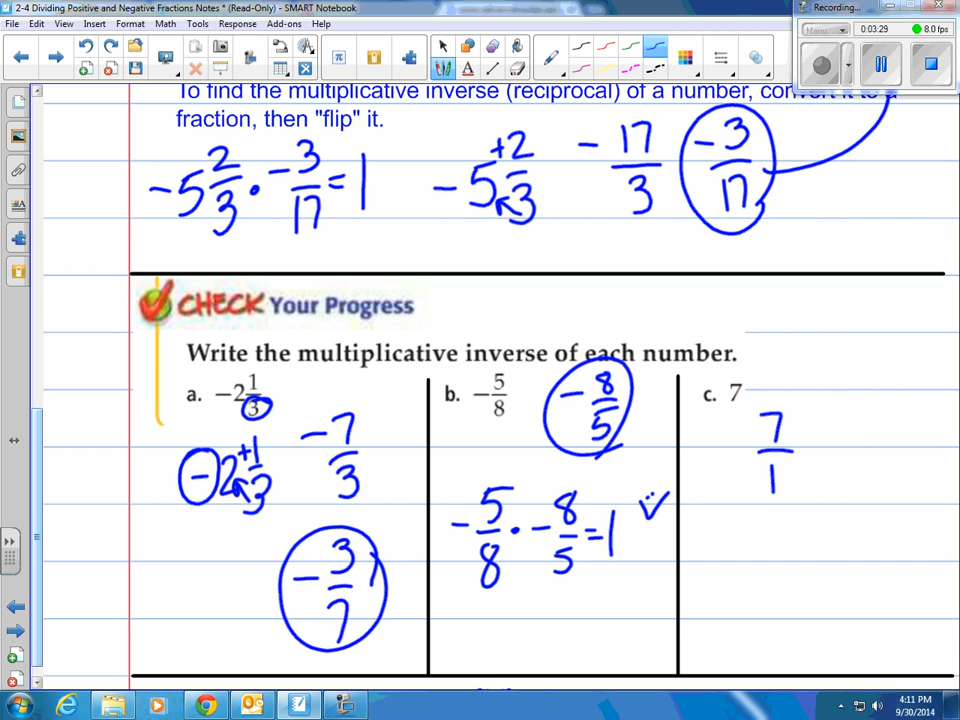 2-4 Dividing Positive and Negative Fractions Notes * (Read-Only) - SMART Notebook
Recording...
File Edit View Insert Format Tools Response Add-ons Help
Menu 00:03:29 8.0 fps
To find the multiplicative inverse (reciprocal) of a number, convert it to a
fraction, then "flip" it.
-5 2/3 · -3/17 = 1 -5 +2/3 -17/3 -3/17
CHECK Your Progress
Write the multiplicative inverse of each number.
a. -2 1/3 b. -5/8 -8/5 c. 7
-2 +1/3 -7/3 7/1
-5/8 · -8/5 = 1
-3/7
4:11 PM
9/30/2014